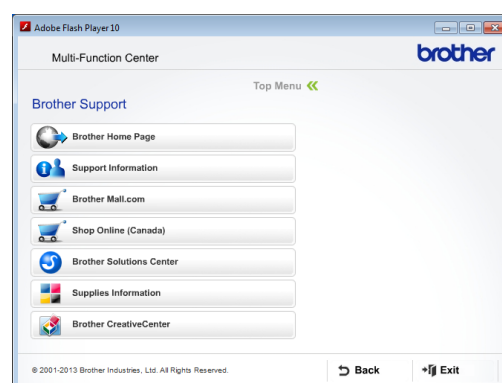 Adobe Flash Player 10
Multi-Function Center
brother
Top Menu
Brother Support
Brother Home Page
Support Information
Brother Mall.com
Shop Online (Canada)
Brother Solutions Center
Supplies Information
Brother CreativeCenter
© 2001-2013 Brother Industries, Ltd. All Rights Reserved.
Back
Exit